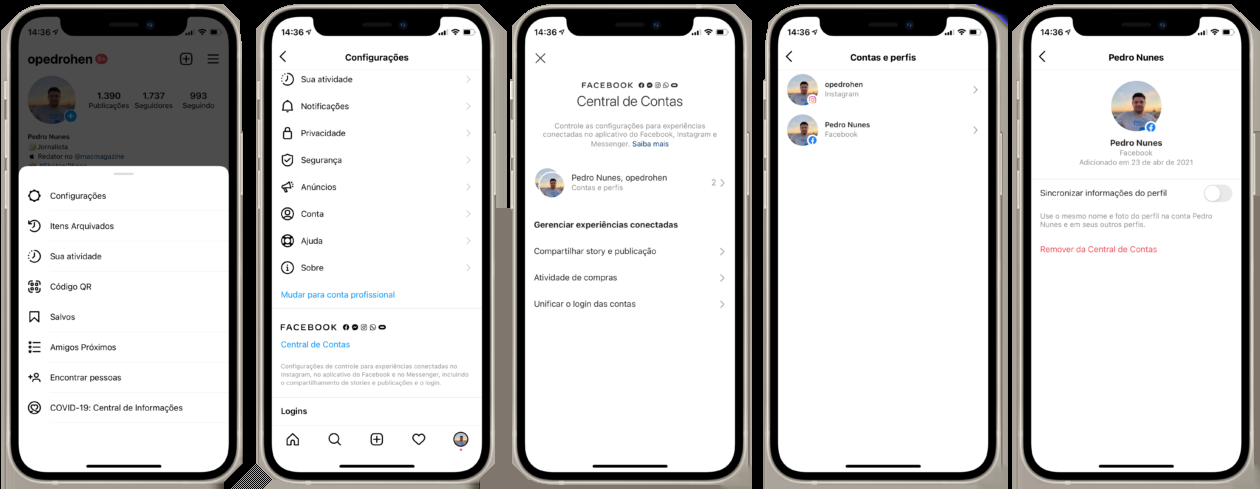 14:36
opedrohen 9+
1.390 1.737 993
Publicações Seguidores Seguindo
Pedro Nunes
Jornalista
Redator no @macmagazine
Configurações
Itens Arquivados
Sua atividade
Código QR
Salvos
Amigos Próximos
Encontrar pessoas
COVID-19: Central de Informações
14:36
Configurações
Sua atividade
Notificações
Privacidade
Segurança
Anúncios
Conta
Ajuda
Sobre
Mudar para conta profissional
FACEBOOK
Central de Contas
Configurações de controle para experiências conectadas no
Instagram, no aplicativo do Facebook e no Messenger, incluindo
o compartilhamento de stories e publicações e o login.
Logins
14:36
FACEBOOK
Central de Contas
Controle as configurações para experiências
conectadas no aplicativo do Facebook, Instagram e
Messenger. Saiba mais
Pedro Nunes, opedrohen
Contas e perfis
2
Gerenciar experiências conectadas
Compartilhar story e publicação
Atividade de compras
Unificar o login das contas
14:36
Contas e perfis
opedrohen
Instagram
Pedro Nunes
Facebook
14:36
Pedro Nunes
Pedro Nunes
Facebook
Adicionado em 23 de abr de 2021
Sincronizar informações do perfil
Use o mesmo nome e foto do perfil na conta Pedro
Nunes e em seus outros perfis.
Remover da Central de Contas